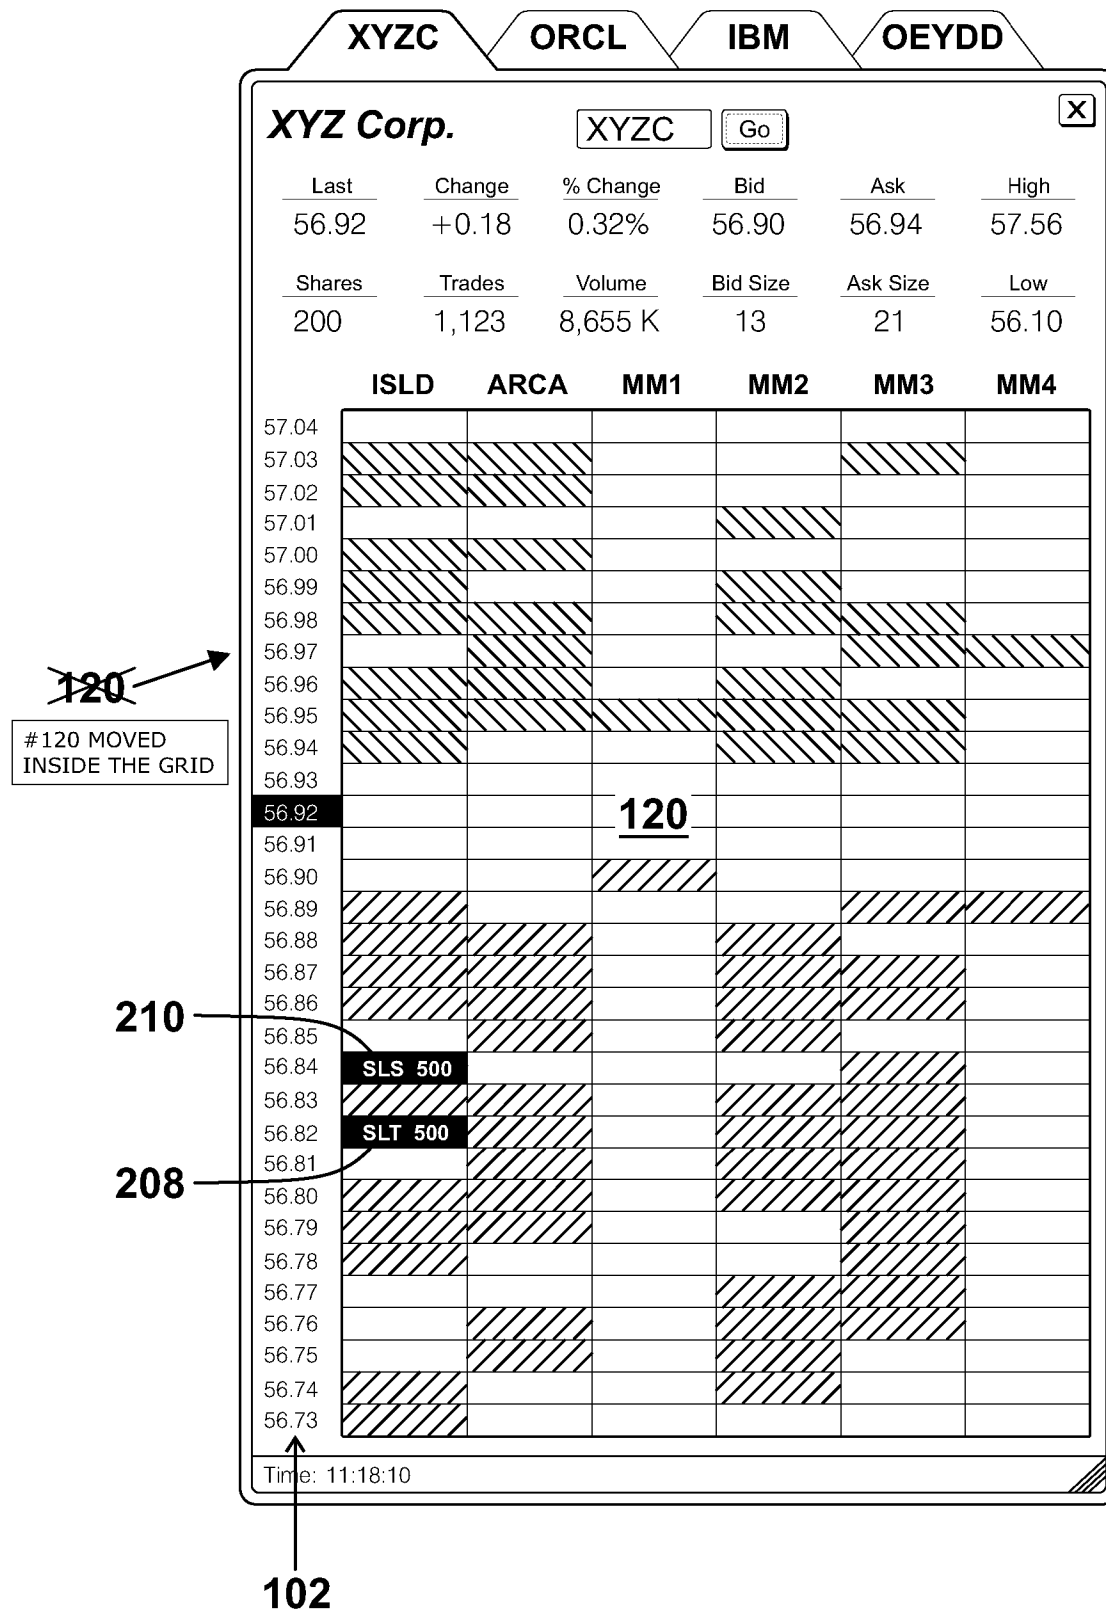 XYZC ORCL IBM OEYDD
X
XYZ Corp. XYZC Go
Last Change % Change Bid Ask High
56.92 +0.18 0.32% 56.90 56.94 57.56
Shares Trades Volume Bid Size Ask Size Low
200 1,123 8,655 K 13 21 56.10
ISLD ARCA MM1 MM2 MM3 MM4
57.04
57.03
57.02
57.01
57.00
56.99
56.98
56.97
120
56.96
56.95
#120 MOVED
INSIDE THE GRID
56.94
56.93
56.92 120
56.91
56.90
56.89
56.88
56.87
56.86
210
56.85
56.84 SLS 500
56.83
56.82 SLT 500
56.81
208
56.80
56.79
56.78
56.77
56.76
56.75
56.74
56.73
Time: 11:18:10
102